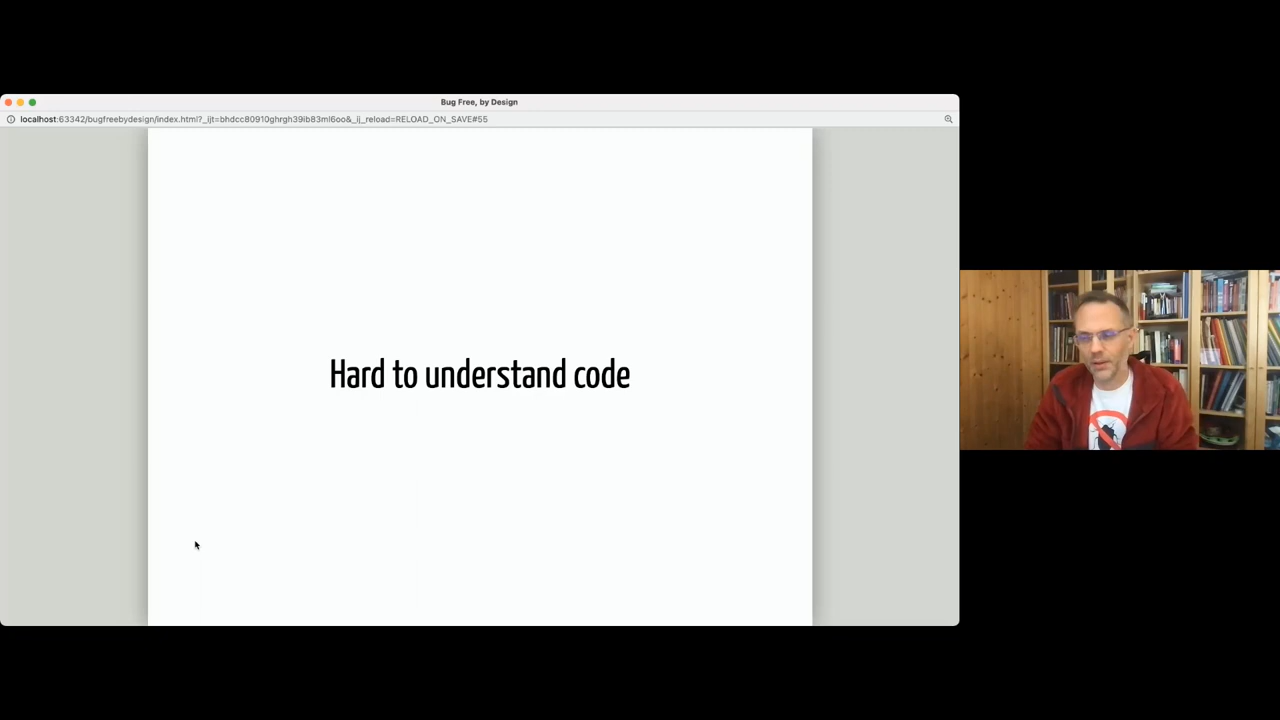 Bug Free, by Design
localhost:63342/bugfreebydesign/index.html?_ijt=bhdcc80910ghrgh39ib83ml6oo&_ij_reload=RELOAD_ON_SAVE#55
Hard to understand code